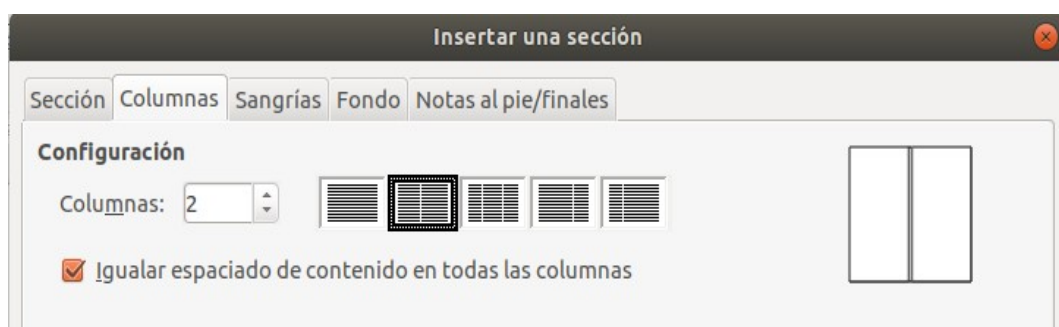 Insertar una sección
Sección Columnas Sangrías Fondo Notas al pie/finales
Configuración
Columnas: 2
Igualar espaciado de contenido en todas las columnas